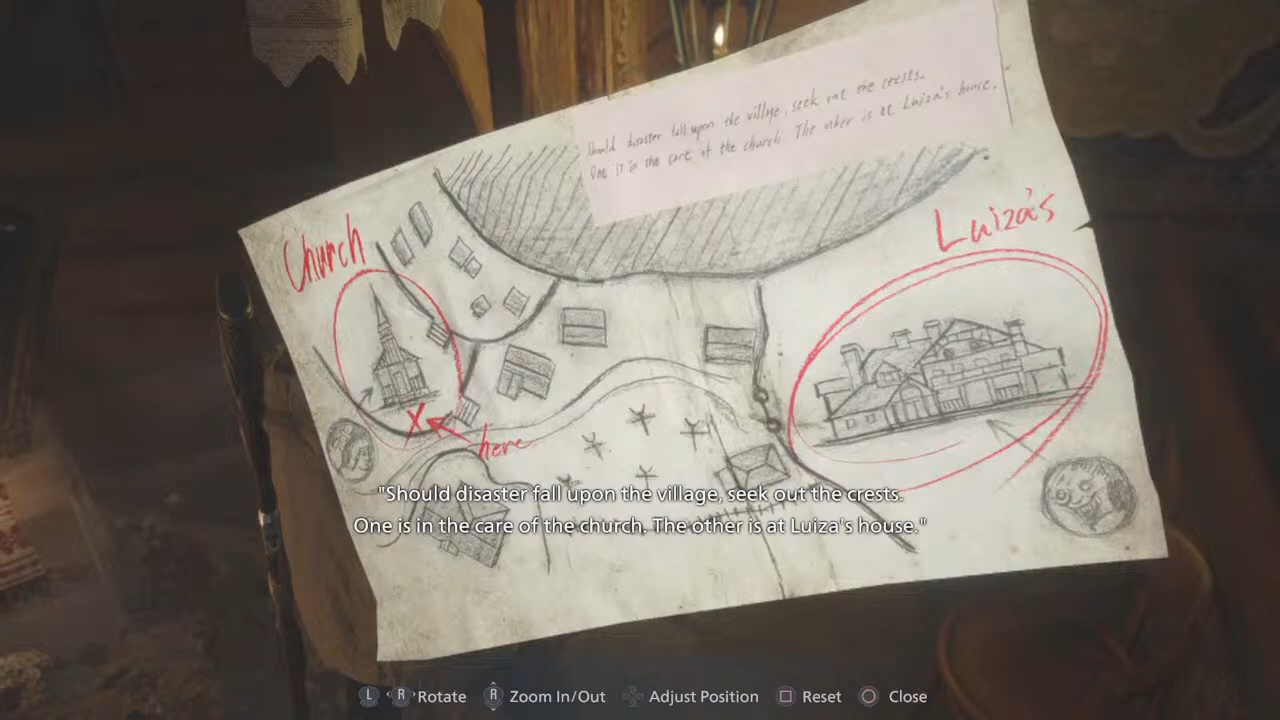 Should disaster fall upon the village, seek out the crests.
One is in the care of the church. The other is at Luiza's house.
Church
Luiza's
X
here
"Should disaster fall upon the village, seek out the crests.
One is in the care of the church. The other is at Luiza's house."
L R Rotate R Zoom In/Out Adjust Position Reset Close